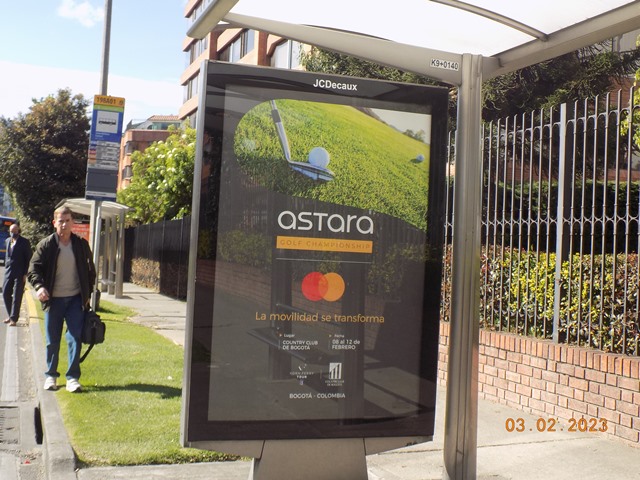 K9+0140
JCDecaux
astara
GOLF CHAMPIONSHIP
La movilidad se transforma
Lugar
COUNTRY CLUB
DE BOGOTÁ
Fecha
08 al 12 de
FEBRERO
BOGOTÁ - COLOMBIA
03.02.2023